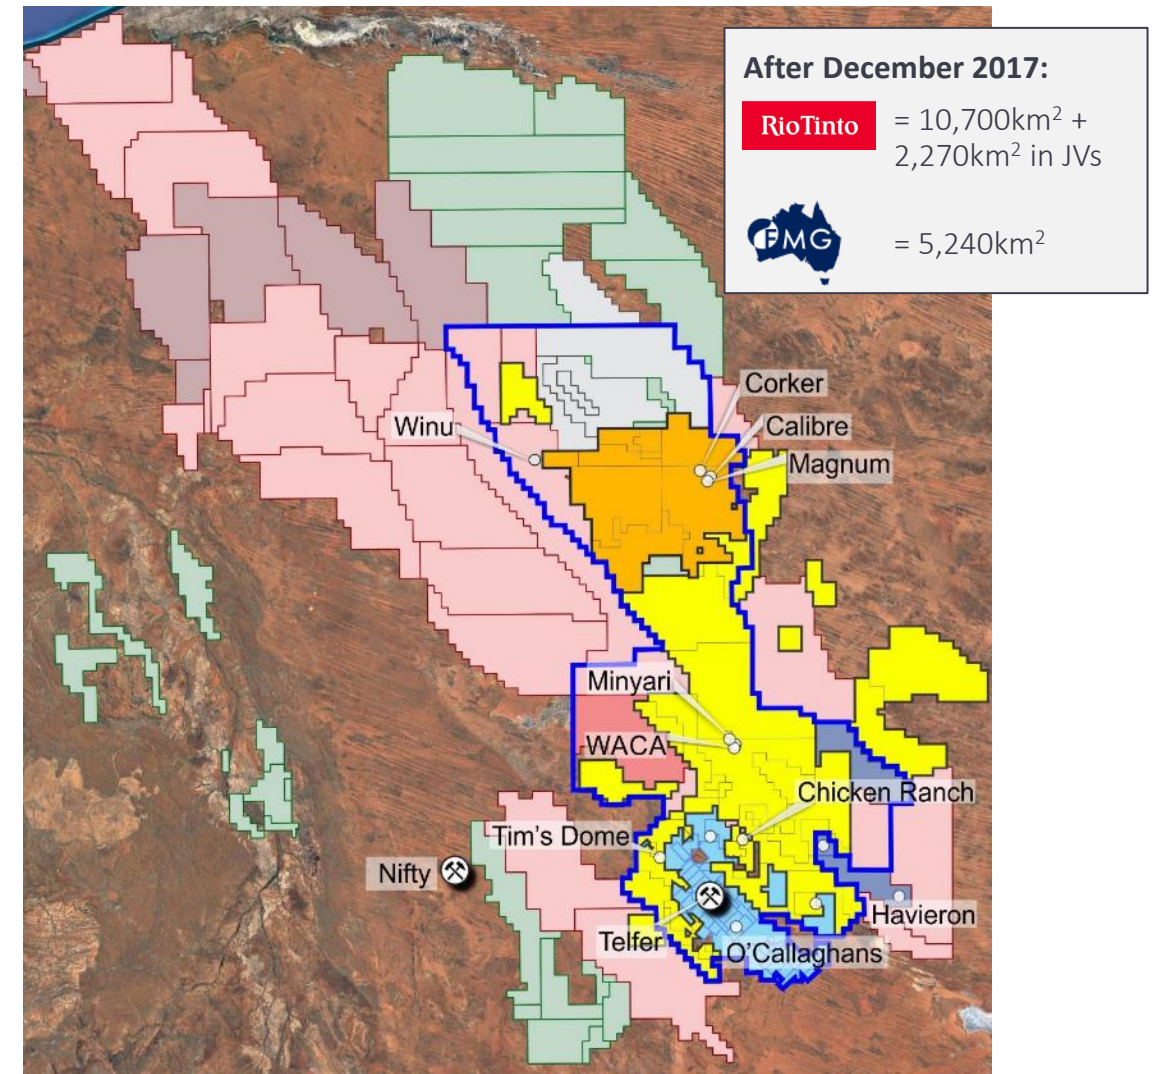 After December 2017:
RioTinto
= 10,700km² +
2,270km² in JVs
FMG
= 5,240km²
Corker
Winu
Calibre
Magnum
Minyari
WACA
Chicken Ranch
Tim's Dome
Nifty
Havieron
Telfer
O'Callaghans